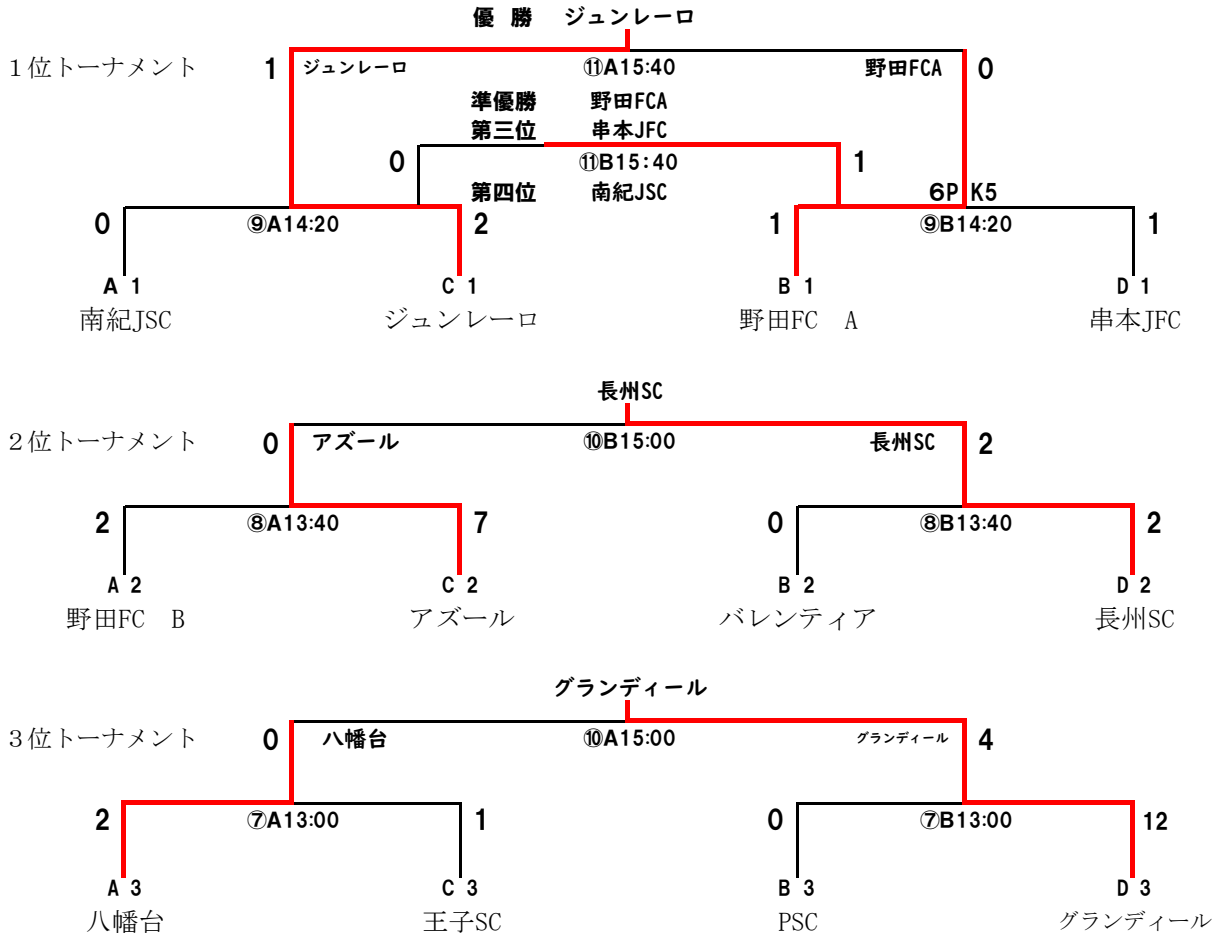 優 勝 ジュンレーロ
1位トーナメント 1 ジュンレーロ ⑪A15:40 野田FCA 0
準優勝 野田FCA
第三位 串本JFC
0 ⑪B15:40 1
第四位 南紀JSC 6P K5
0 ⑨A14:20 2 1 ⑨B14:20 1
A 1 C 1 B 1 D 1
南紀JSC ジュンレーロ 野田FC A 串本JFC
長州SC
2位トーナメント 0 アズール ⑩B15:00 長州SC 2
2 ⑧A13:40 7 0 ⑧B13:40 2
A 2 C 2 B 2 D 2
野田FC B アズール バレンティア 長州SC
グランディール
3位トーナメント 0 八幡台 ⑩A15:00 グランディール 4
2 ⑦A13:00 1 0 ⑦B13:00 12
A 3 C 3 B 3 D 3
八幡台 王子SC PSC グランディール